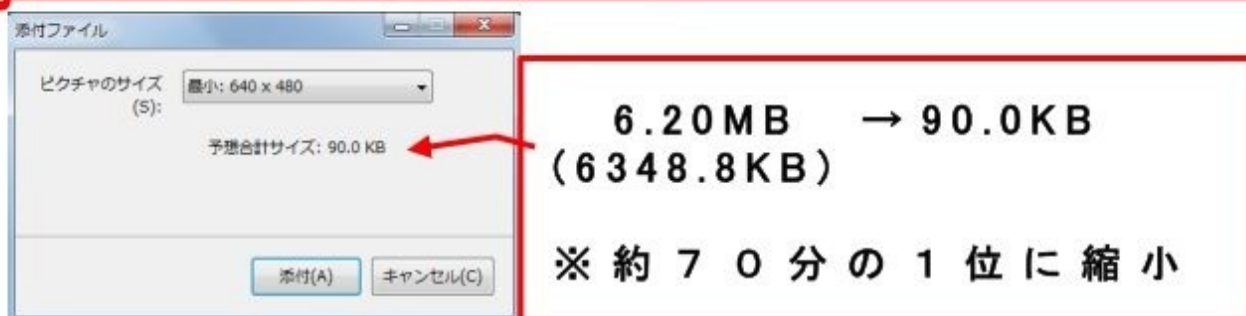 添付ファイル
ピクチャのサイズ
(S):
最小: 640 x 480
予想合計サイズ: 90.0 KB
添付(A)
キャンセル(C)
6.20MB →90.0KB
(6348.8KB)
※約７０分の１位に縮小